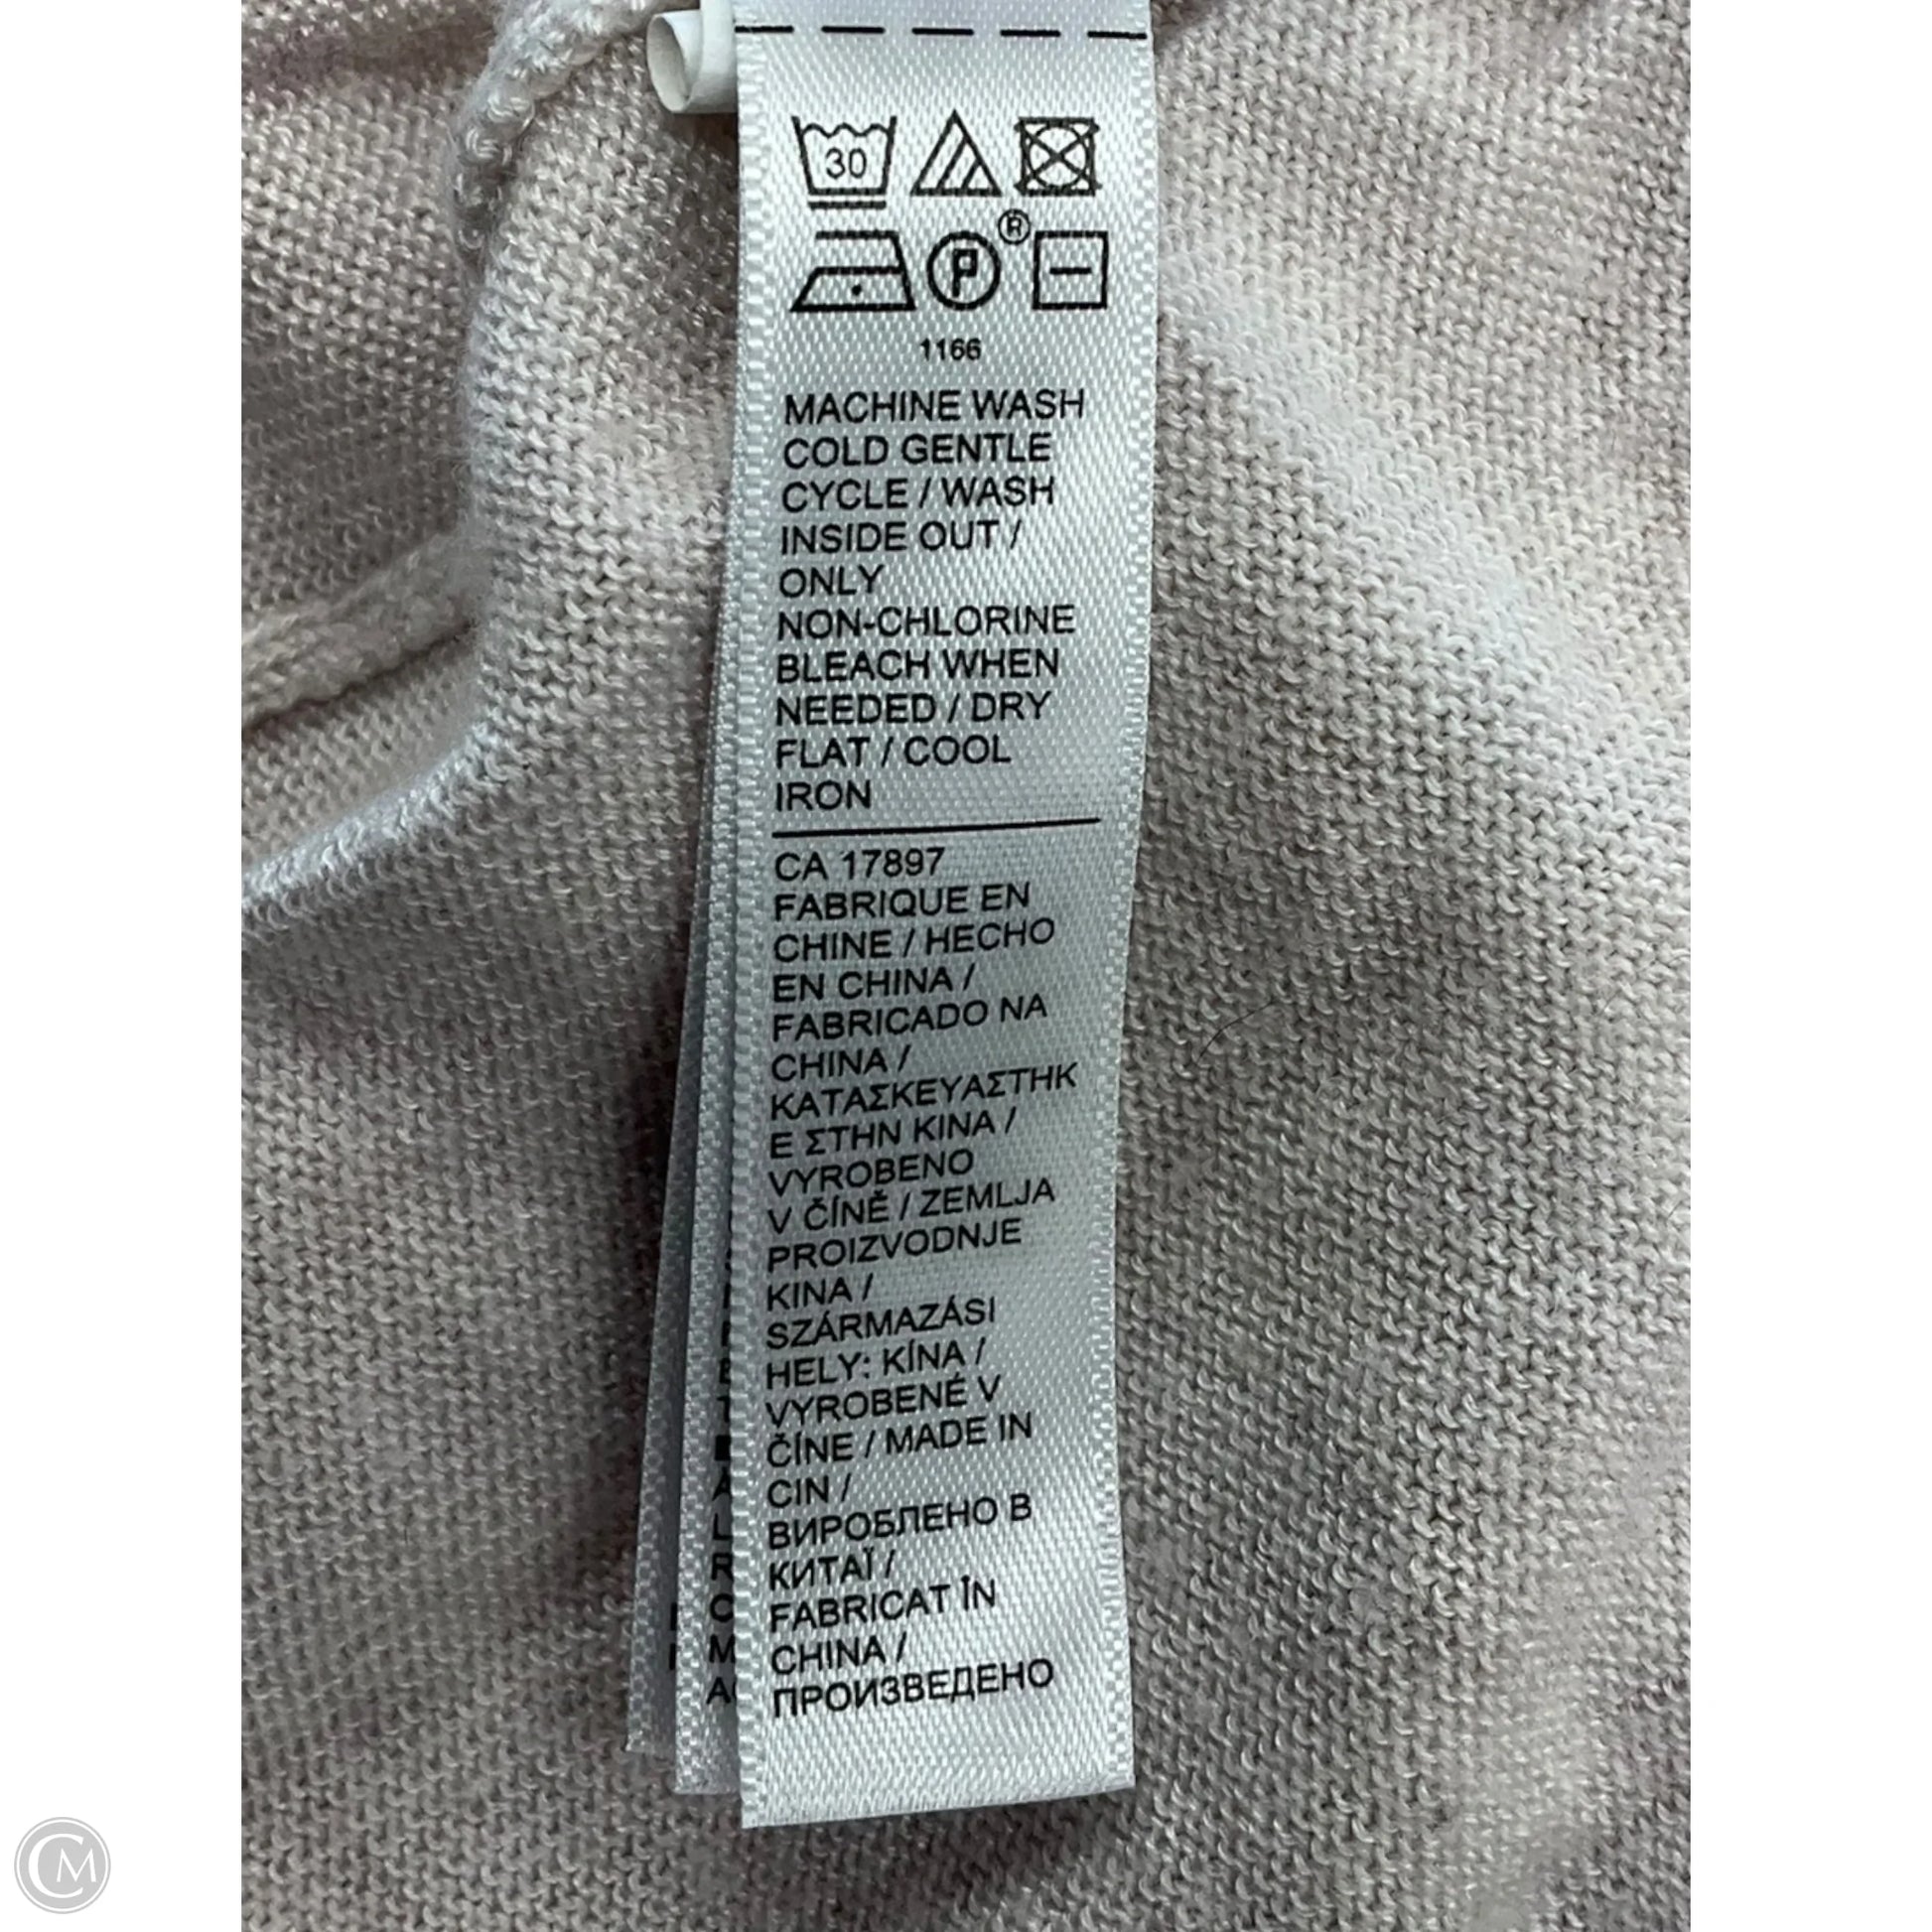 30
P ®
1166
MACHINE WASH
COLD GENTLE
CYCLE / WASH
INSIDE OUT /
ONLY
NON-CHLORINE
BLEACH WHEN
NEEDED / DRY
FLAT / COOL
IRON
CA 17897
FABRIQUE EN
CHINE / HECHO
EN CHINA /
FABRICADO NA
CHINA /
ΚΑΤΑΣΚΕΥΑΣΤΗΚ
Ε ΣΤΗΝ ΚΙΝΑ /
VYROBENO
V ČÍNĚ / ZEMLJA
PROIZVODNJE
KINA /
SZÁRMAZÁSI
HELY: KÍNA /
VYROBENÉ V
ČÍNE / MADE IN
CIN /
ВИРОБЛЕНО В
КИТАЇ /
FABRICAT ÎN
CHINA /
ПРОИЗВЕДЕНО
CM